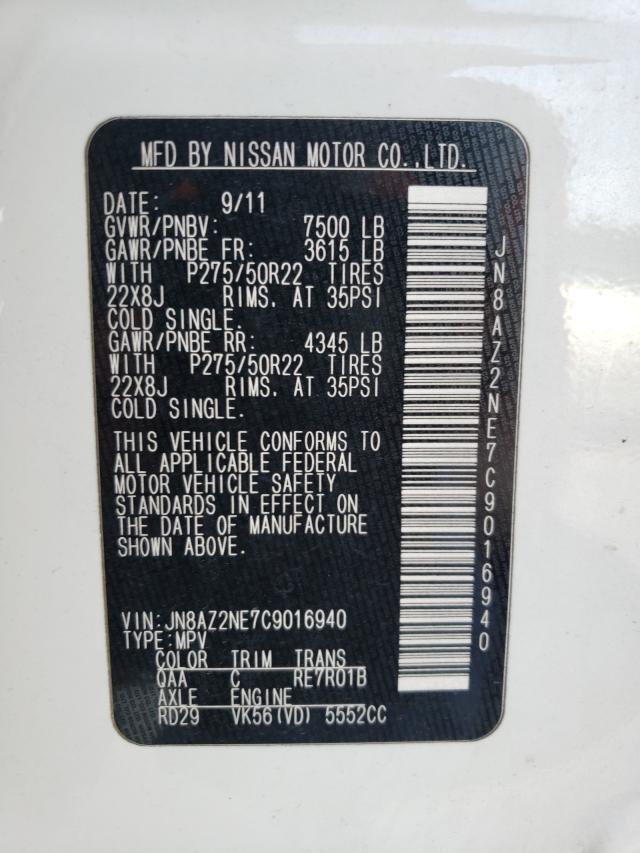 MFD BY NISSAN MOTOR CO.,LTD.
DATE: 9/11
GVWR/PNBV: 7500 LB
GAWR/PNBE FR: 3615 LB
WITH P275/50R22 TIRES
22X8J RIMS, AT 35PSI
COLD SINGLE.
GAWR/PNBE RR: 4345 LB
WITH P275/50R22 TIRES
22X8J RIMS, AT 35PSI
COLD SINGLE.
THIS VEHICLE CONFORMS TO
ALL APPLICABLE FEDERAL
MOTOR VEHICLE SAFETY
STANDARDS IN EFFECT ON
THE DATE OF MANUFACTURE
SHOWN ABOVE.
VIN:JN8AZ2NE7C9016940
TYPE:MPV
COLOR TRIM TRANS
QAA C RE7R01B
AXLE ENGINE
RD29 VK56(VD) 5552CC
JN8AZ2NE7C9016940